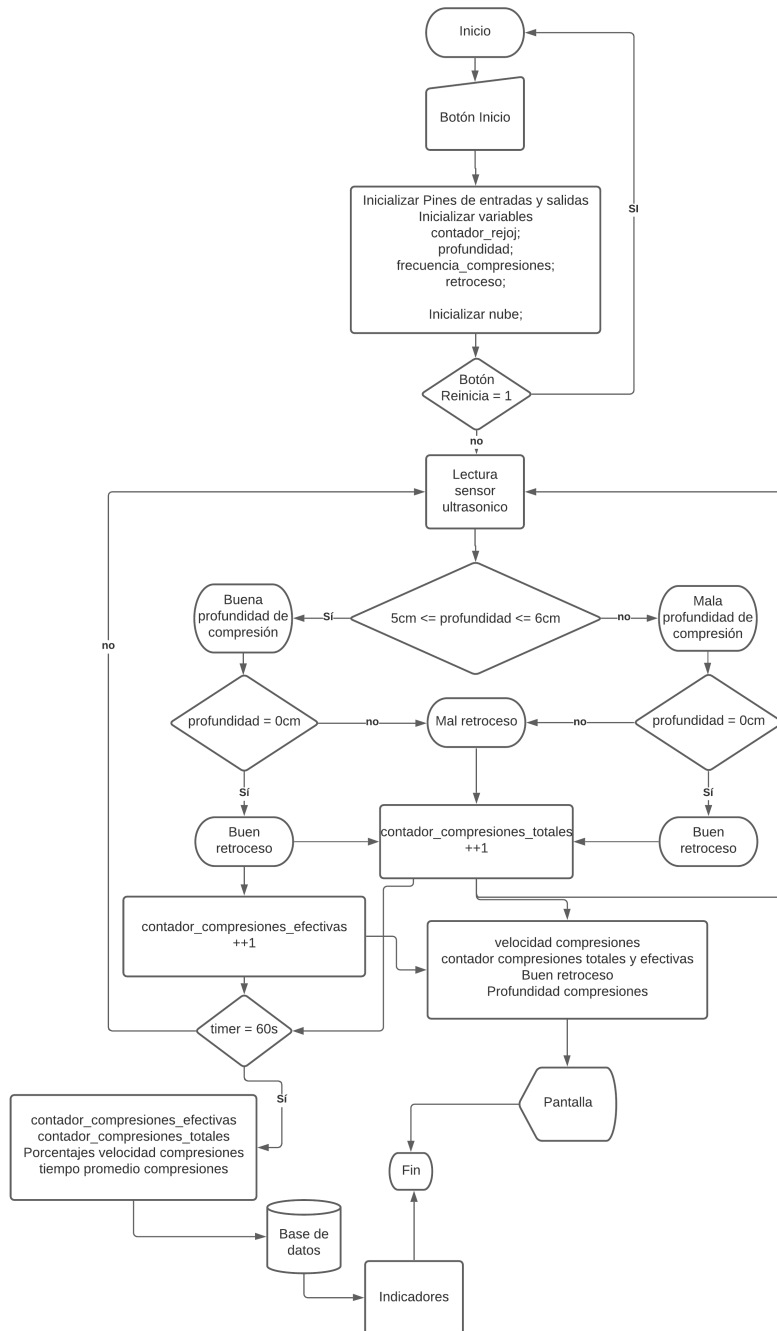 Inicio
Botón Inicio
Inicializar Pines de entradas y salidas
Inicializar variables
contador_rejoj;
profundidad;
frecuencia_compresiones;
retroceso;
Inicializar nube;
SI
Botón
Reinicia = 1
no
Lectura
sensor
ultrasonico
Buena
profundidad de
compresión
Sí
5cm <= profundidad <= 6cm
no
Mala
profundidad de
compresión
no
profundidad = 0cm
no
Mal retroceso
no
profundidad = 0cm
Sí
Sí
Buen
retroceso
contador_compresiones_totales
++1
Buen
retroceso
contador_compresiones_efectivas
++1
velocidad compresiones
contador compresiones totales y efectivas
Buen retroceso
Profundidad compresiones
timer = 60s
Sí
Pantalla
contador_compresiones_efectivas
contador_compresiones_totales
Porcentajes velocidad compresiones
tiempo promedio compresiones
Fin
Base de
datos
Indicadores